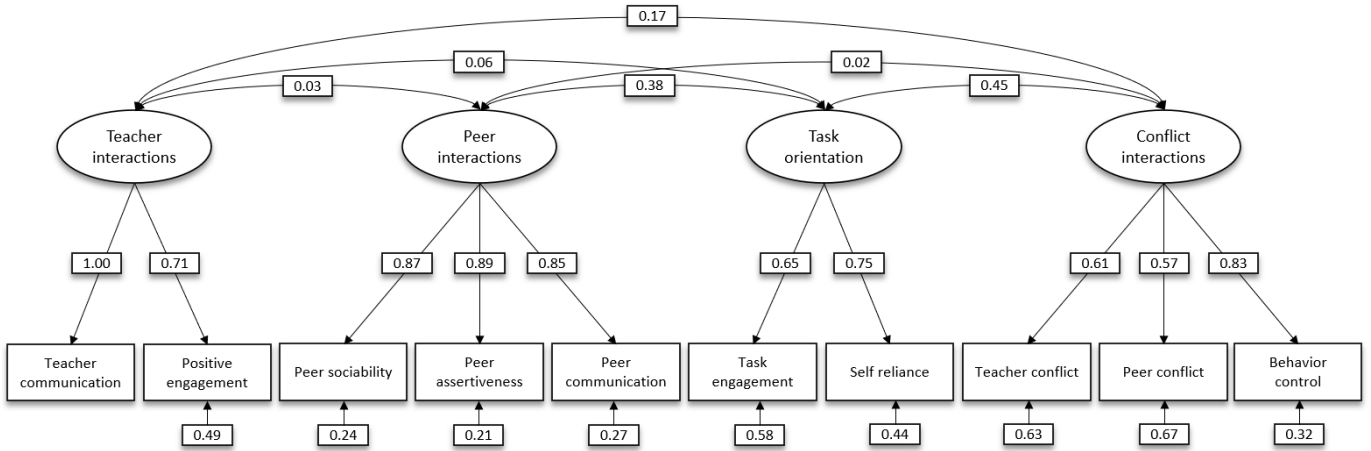 0.17
0.06
0.02
0.03
0.38
0.45
Teacher
interactions
Peer
interactions
Task
orientation
Conflict
interactions
1.00
0.71
0.87
0.89
0.85
0.65
0.75
0.61
0.57
0.83
Teacher
communication
Positive
engagement
Peer sociability
Peer
assertiveness
Peer
communication
Task
engagement
Self reliance
Teacher conflict
Peer conflict
Behavior
control
0.49
0.24
0.21
0.27
0.58
0.44
0.63
0.67
0.32